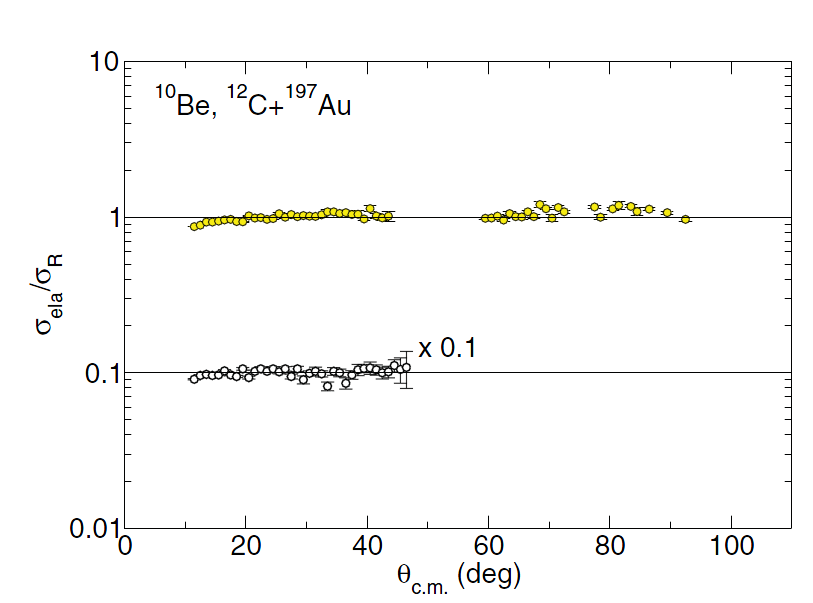 10
¹⁰Be, ¹²C+¹⁹⁷Au
1
σela/σR
x 0.1
0.1
0.01
0 20 40 60 80 100
θc.m. (deg)